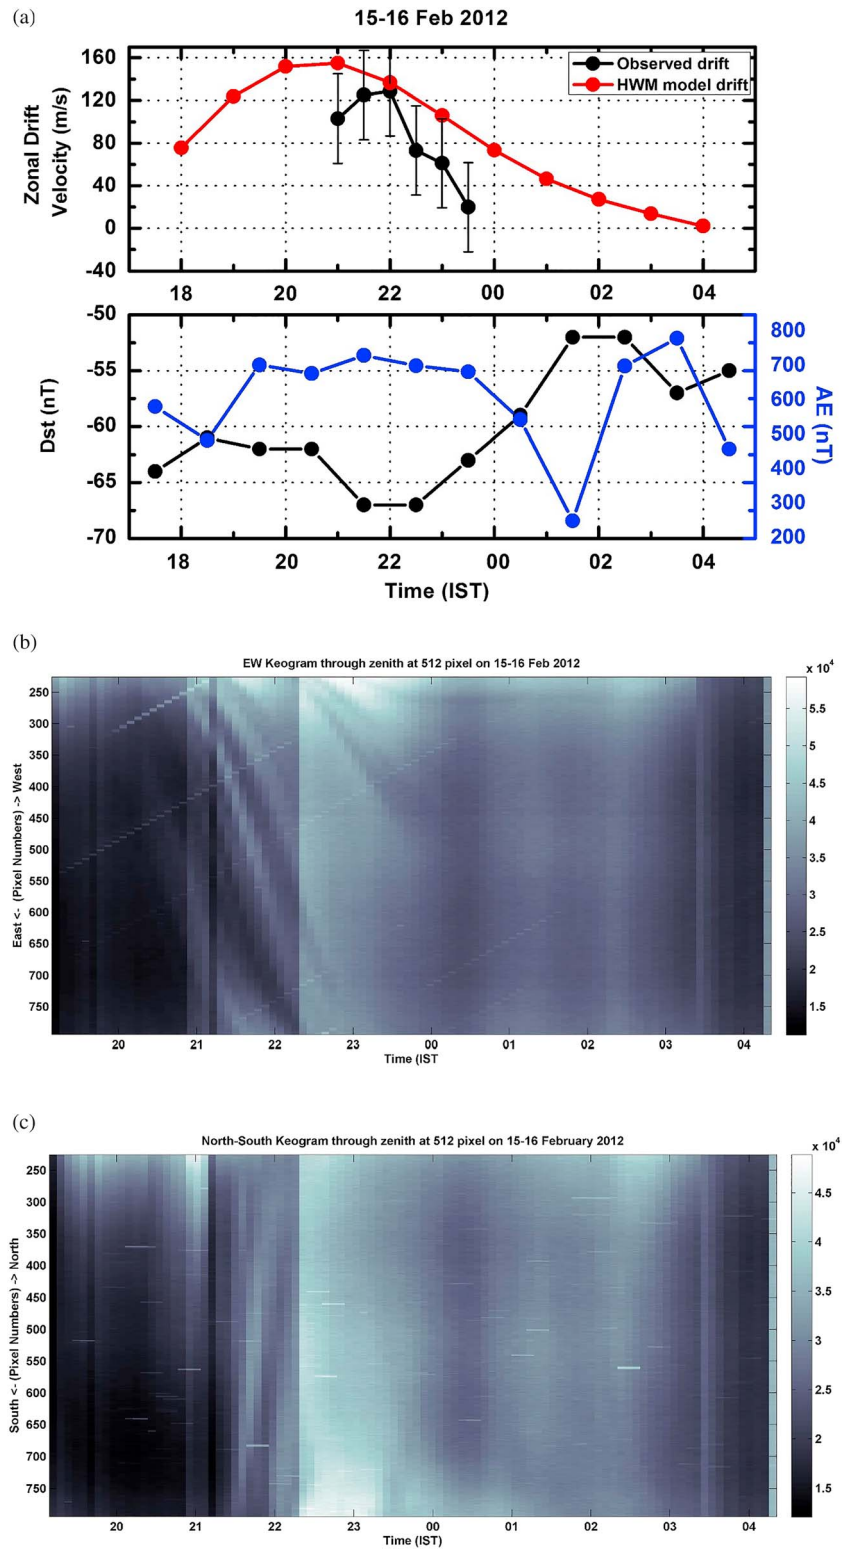 (a)
15-16 Feb 2012
Zonal Drift
Velocity (m/s)
160
120
80
40
0
-40
Observed drift
HWM model drift
18 20 22 00 02 04
Dst (nT)
-50
-55
-60
-65
-70
800
700
600
500
400
300
200
AE (nT)
18 20 22 00 02 04
Time (IST)
(b)
EW Keogram through zenith at 512 pixel on 15-16 Feb 2012
East <- (Pixel Numbers) -> West
250
300
350
400
450
500
550
600
650
700
750
20 21 22 23 00 01 02 03 04
Time (IST
x 10^4
5.5
5
4.5
4
3.5
3
2.5
2
1.5
(c)
North-South Keogram through zenith at 512 pixel on 15-16 February 2012
South <- (Pixel Numbers) -> North
250
300
350
400
450
500
550
600
650
700
750
20 21 22 23 00 01 02 03 04
Time (IST)
x 10^4
4.5
4
3.5
3
2.5
2
1.5